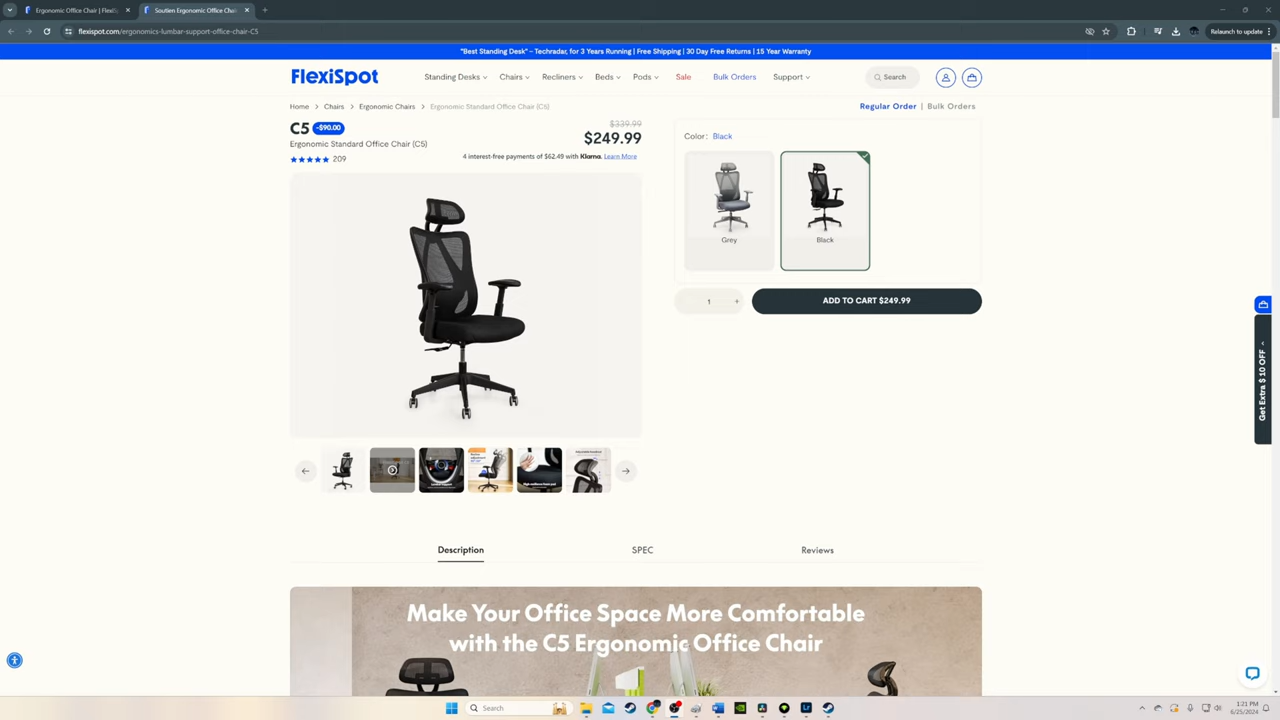 Ergonomic Office Chair | FlexiS
Soutien Ergonomic Office Chai
flexispot.com/ergonomics-lumbar-support-office-chair-C5
Relaunch to update
"Best Standing Desk" - Techradar, for 3 Years Running | Free Shipping | 30 Day Free Returns | 15 Year Warranty
FlexiSpot
Standing Desks
Chairs
Recliners
Beds
Pods
Sale
Bulk Orders
Support
Search
Home > Chairs > Ergonomic Chairs > Ergonomic Standard Office Chair (C5)
Regular Order | Bulk Orders
C5 -$90.00
$339.99
$249.99
Ergonomic Standard Office Chair (C5)
4 interest-free payments of $62.49 with Klarna. Learn More
209
Color: Black
Grey
Black
1 +
ADD TO CART $249.99
Get Extra $ 10 OFF
Description
SPEC
Reviews
Make Your Office Space More Comfortable
with the C5 Ergonomic Office Chair
Search
1:21 PM
6/25/2024